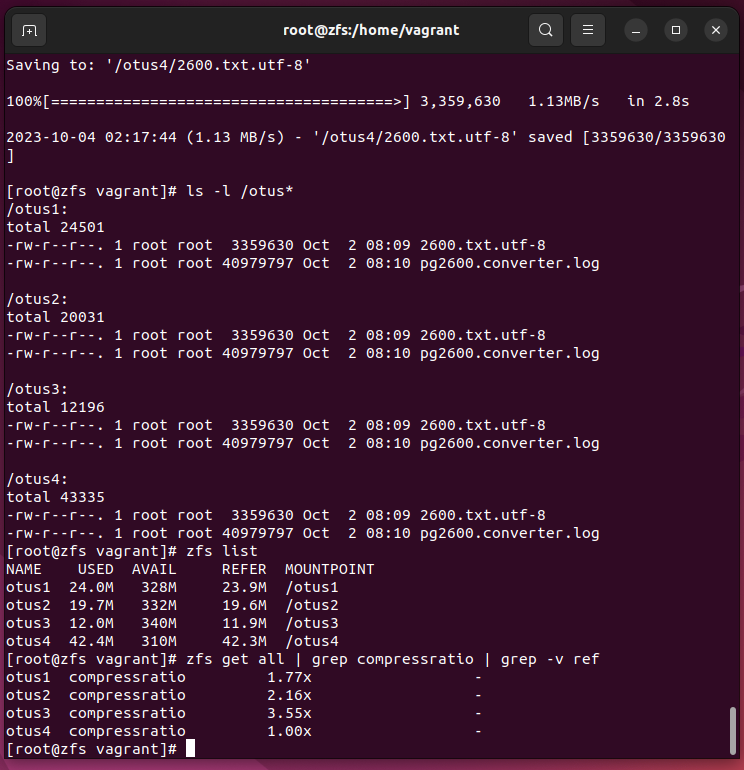 root@zfs:/home/vagrant
Saving to: '/otus4/2600.txt.utf-8'
100%[======================================>] 3,359,630   1.13MB/s   in 2.8s
2023-10-04 02:17:44 (1.13 MB/s) - '/otus4/2600.txt.utf-8' saved [3359630/3359630
]
[root@zfs vagrant]# ls -l /otus*
/otus1:
total 24501
-rw-r--r--. 1 root root  3359630 Oct  2 08:09 2600.txt.utf-8
-rw-r--r--. 1 root root 40979797 Oct  2 08:10 pg2600.converter.log
/otus2:
total 20031
-rw-r--r--. 1 root root  3359630 Oct  2 08:09 2600.txt.utf-8
-rw-r--r--. 1 root root 40979797 Oct  2 08:10 pg2600.converter.log
/otus3:
total 12196
-rw-r--r--. 1 root root  3359630 Oct  2 08:09 2600.txt.utf-8
-rw-r--r--. 1 root root 40979797 Oct  2 08:10 pg2600.converter.log
/otus4:
total 43335
-rw-r--r--. 1 root root  3359630 Oct  2 08:09 2600.txt.utf-8
-rw-r--r--. 1 root root 40979797 Oct  2 08:10 pg2600.converter.log
[root@zfs vagrant]# zfs list
NAME    USED  AVAIL     REFER  MOUNTPOINT
otus1  24.0M   328M     23.9M  /otus1
otus2  19.7M   332M     19.6M  /otus2
otus3  12.0M   340M     11.9M  /otus3
otus4  42.4M   310M     42.3M  /otus4
[root@zfs vagrant]# zfs get all | grep compressratio | grep -v ref
otus1  compressratio         1.77x                  -
otus2  compressratio         2.16x                  -
otus3  compressratio         3.55x                  -
otus4  compressratio         1.00x                  -
[root@zfs vagrant]#